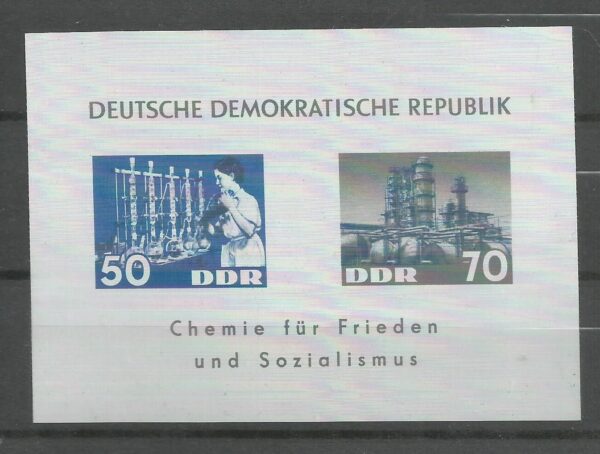 DEUTSCHE DEMOKRATISCHE REPUBLIK
50 DDR
DDR 70
Chemie für Frieden
und Sozialismus